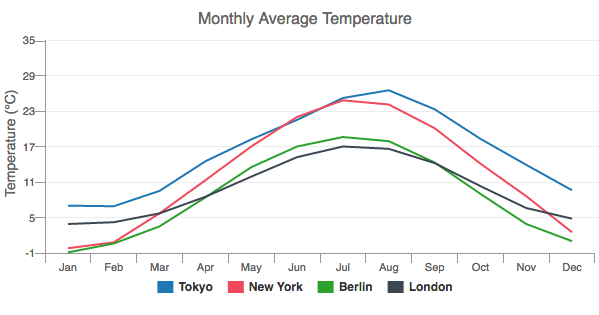 Monthly Average Temperature
35
29
23
17
11
5
-1
Temperature (°C)
Jan Feb Mar Apr May Jun Jul Aug Sep Oct Nov Dec
Tokyo New York Berlin London